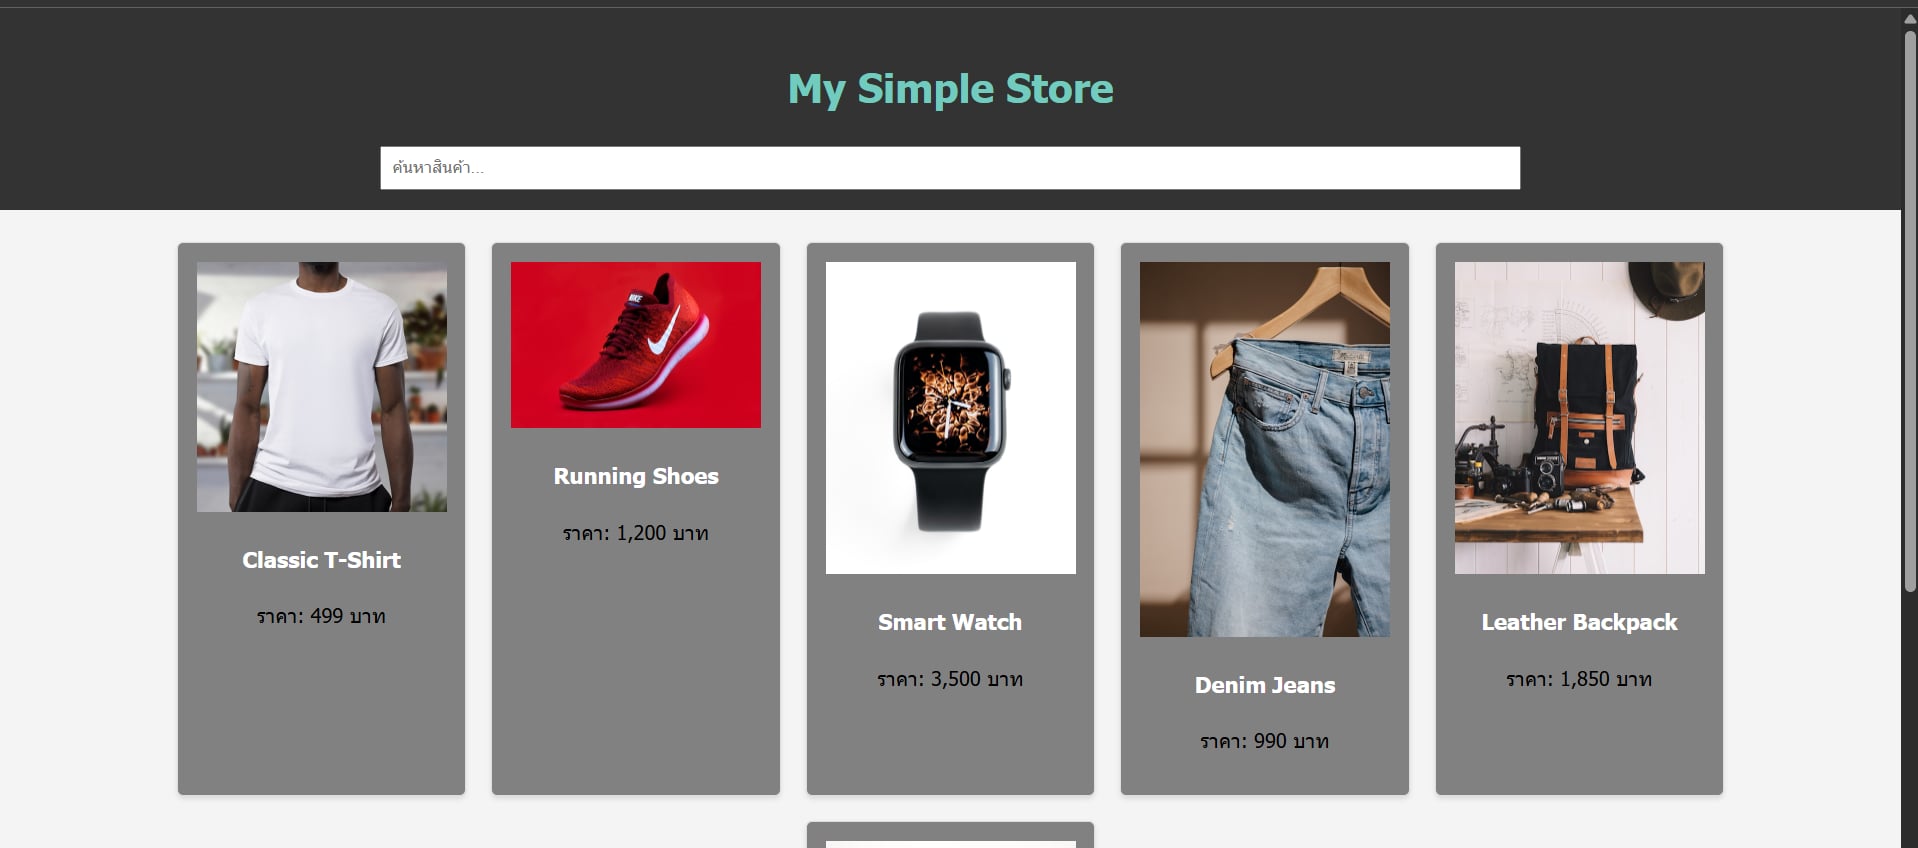 My Simple Store
ค้นหาสินค้า...
NIKE
Classic T-Shirt
ราคา: 499 บาท
Running Shoes
ราคา: 1,200 บาท
Smart Watch
ราคา: 3,500 บาท
Denim Jeans
ราคา: 990 บาท
Leather Backpack
ราคา: 1,850 บาท